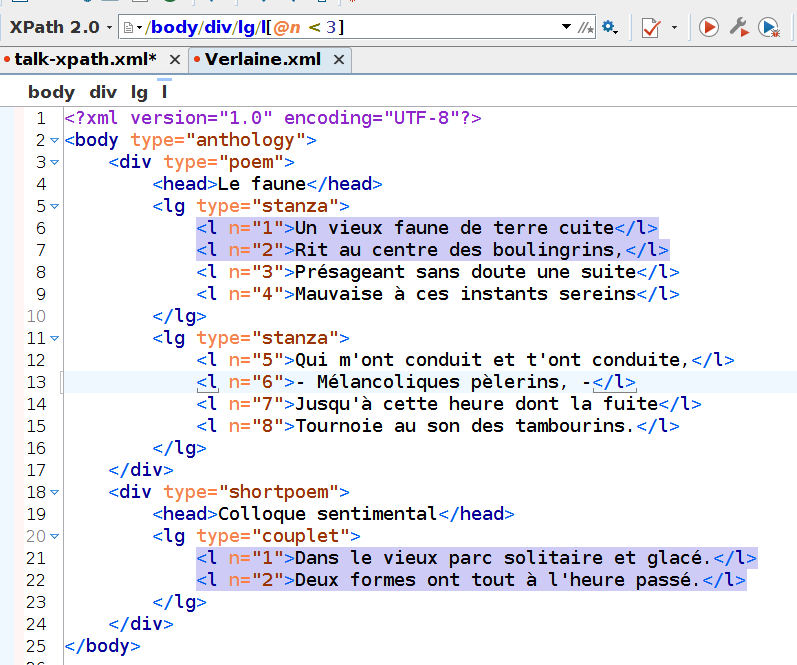 XPath 2.0 /body/div/lg/l[@n < 3]
talk-xpath.xml* Verlaine.xml
body div lg l
1 <?xml version="1.0" encoding="UTF-8"?>
2 <body type="anthology">
3 <div type="poem">
4 <head>Le faune</head>
5 <lg type="stanza">
6 <l n="1">Un vieux faune de terre cuite</l>
7 <l n="2">Rit au centre des boulingrins,</l>
8 <l n="3">Présageant sans doute une suite</l>
9 <l n="4">Mauvaise à ces instants sereins</l>
10 </lg>
11 <lg type="stanza">
12 <l n="5">Qui m'ont conduit et t'ont conduite,</l>
13 <l n="6">- Mélancoliques pèlerins, -</l>
14 <l n="7">Jusqu'à cette heure dont la fuite</l>
15 <l n="8">Tournoie au son des tambourins.</l>
16 </lg>
17 </div>
18 <div type="shortpoem">
19 <head>Colloque sentimental</head>
20 <lg type="couplet">
21 <l n="1">Dans le vieux parc solitaire et glacé.</l>
22 <l n="2">Deux formes ont tout à l'heure passé.</l>
23 </lg>
24 </div>
25 </body>